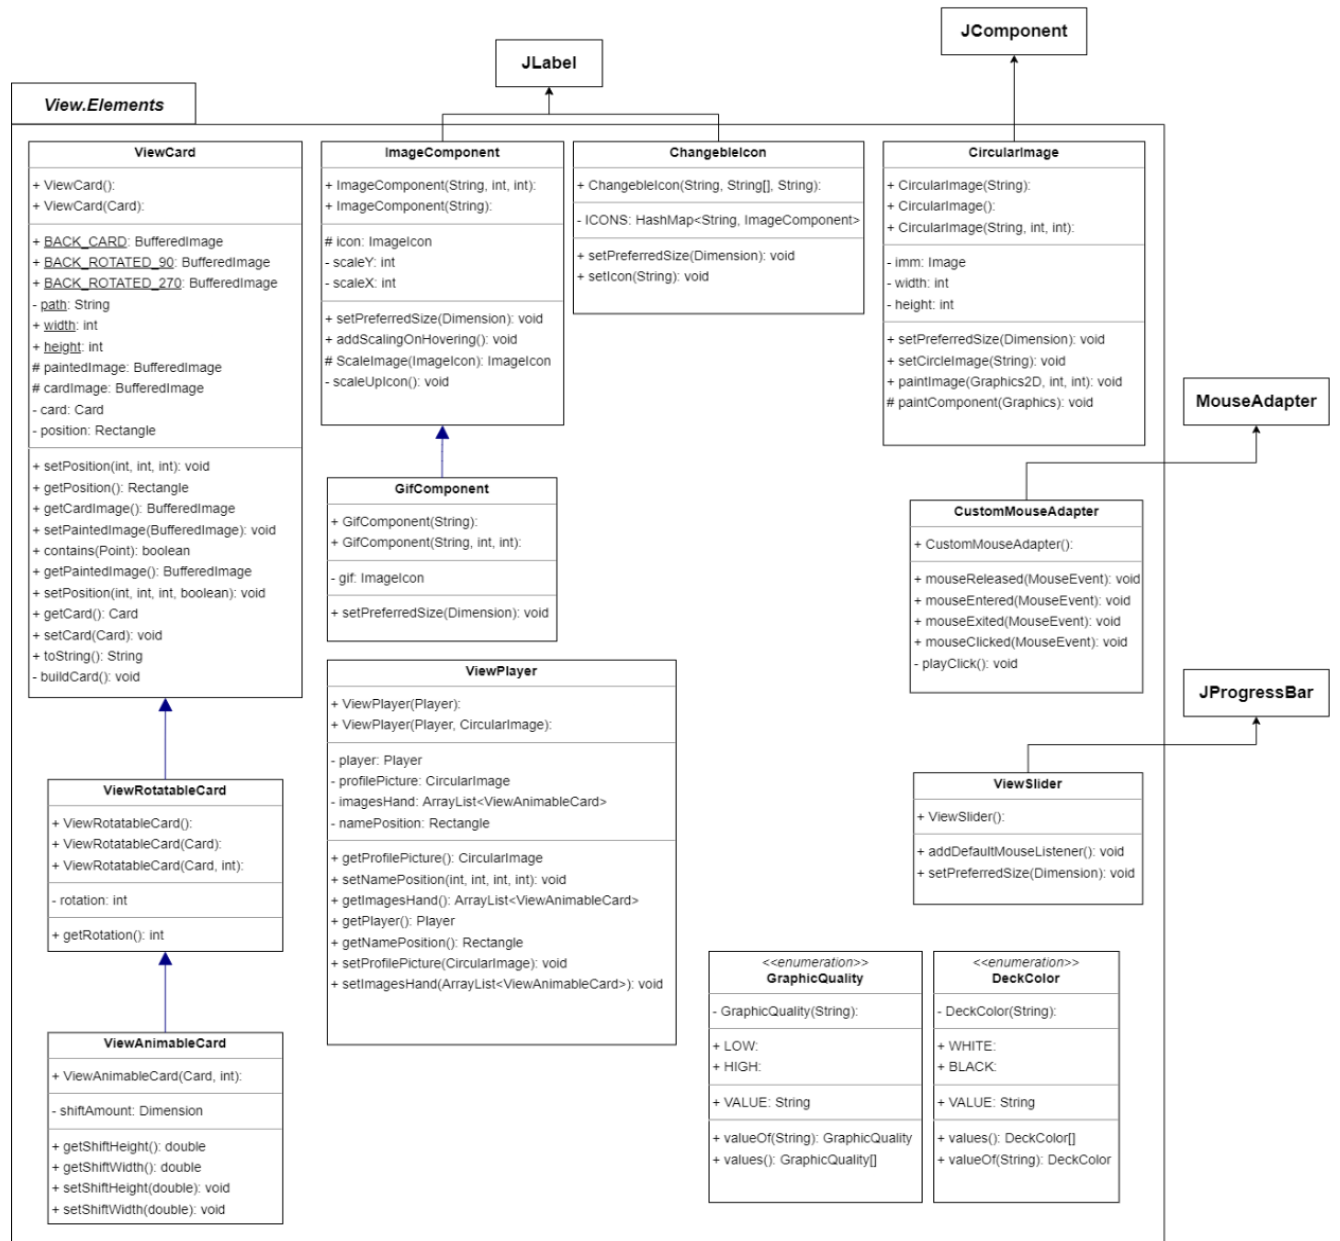 JComponent
JLabel
View.Elements
ViewCard
+ ViewCard():
+ ViewCard(Card):
+ BACK_CARD: BufferedImage
+ BACK_ROTATED_90: BufferedImage
+ BACK_ROTATED_270: BufferedImage
- path: String
+ width: int
+ height: int
# paintedImage: BufferedImage
# cardImage: BufferedImage
- card: Card
- position: Rectangle
+ setPosition(int, int, int): void
+ getPosition(): Rectangle
+ getCardImage(): BufferedImage
+ setPaintedImage(BufferedImage): void
+ contains(Point): boolean
+ getPaintedImage(): BufferedImage
+ setPosition(int, int, int, boolean): void
+ getCard(): Card
+ setCard(Card): void
+ toString(): String
- buildCard(): void
ImageComponent
+ ImageComponent(String, int, int):
+ ImageComponent(String):
# icon: ImageIcon
- scaleY: int
- scaleX: int
+ setPreferredSize(Dimension): void
+ addScalingOnHovering(): void
# ScaleImage(ImageIcon): ImageIcon
- scaleUpIcon(): void
ChangebleIcon
+ ChangebleIcon(String, String[], String):
- ICONS: HashMap<String, ImageComponent>
+ setPreferredSize(Dimension): void
+ setIcon(String): void
CircularImage
+ CircularImage(String):
+ CircularImage():
+ CircularImage(String, int, int):
- imm: Image
- width: int
- height: int
+ setPreferredSize(Dimension): void
+ setCircleImage(String): void
+ paintImage(Graphics2D, int, int): void
# paintComponent(Graphics): void
MouseAdapter
GifComponent
+ GifComponent(String):
+ GifComponent(String, int, int):
- gif: ImageIcon
+ setPreferredSize(Dimension): void
CustomMouseAdapter
+ CustomMouseAdapter():
+ mouseReleased(MouseEvent): void
+ mouseEntered(MouseEvent): void
+ mouseExited(MouseEvent): void
+ mouseClicked(MouseEvent): void
- playClick(): void
ViewPlayer
+ ViewPlayer(Player):
+ ViewPlayer(Player, CircularImage):
- player: Player
- profilePicture: CircularImage
- imagesHand: ArrayList<ViewAnimableCard>
- namePosition: Rectangle
+ getProfilePicture(): CircularImage
+ setNamePosition(int, int, int, int): void
+ getImagesHand(): ArrayList<ViewAnimableCard>
+ getPlayer(): Player
+ getNamePosition(): Rectangle
+ setProfilePicture(CircularImage): void
+ setImagesHand(ArrayList<ViewAnimableCard>): void
JProgressBar
ViewSlider
+ ViewSlider():
+ addDefaultMouseListener(): void
+ setPreferredSize(Dimension): void
ViewRotatableCard
+ ViewRotatableCard():
+ ViewRotatableCard(Card):
+ ViewRotatableCard(Card, int):
- rotation: int
+ getRotation(): int
ViewAnimableCard
+ ViewAnimableCard(Card, int):
- shiftAmount: Dimension
+ getShiftHeight(): double
+ getShiftWidth(): double
+ setShiftHeight(double): void
+ setShiftWidth(double): void
<<enumeration>>
GraphicQuality
- GraphicQuality(String):
+ LOW:
+ HIGH:
+ VALUE: String
+ valueOf(String): GraphicQuality
+ values(): GraphicQuality[]
<<enumeration>>
DeckColor
- DeckColor(String):
+ WHITE:
+ BLACK:
+ VALUE: String
+ values(): DeckColor[]
+ valueOf(String): DeckColor